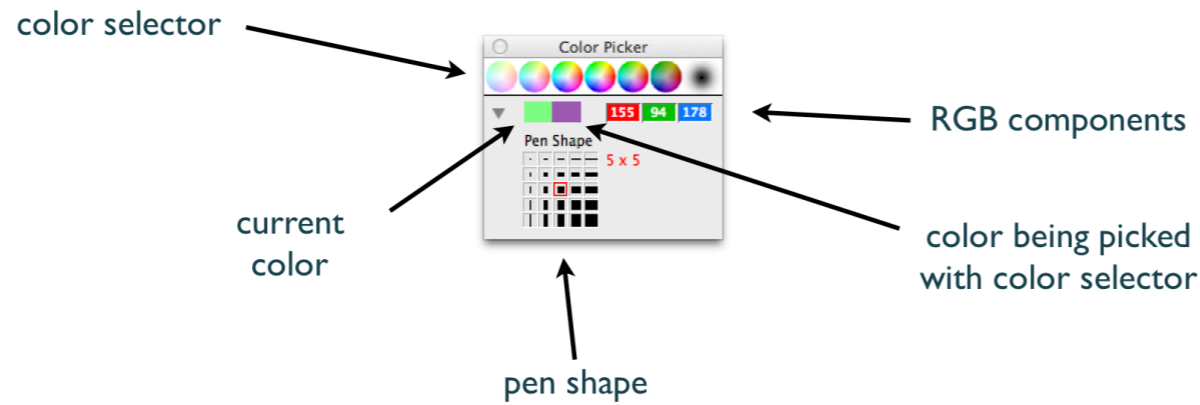 color selector
Color Picker
155 94 178
RGB components
Pen Shape
5 x 5
current
color
color being picked
with color selector
pen shape